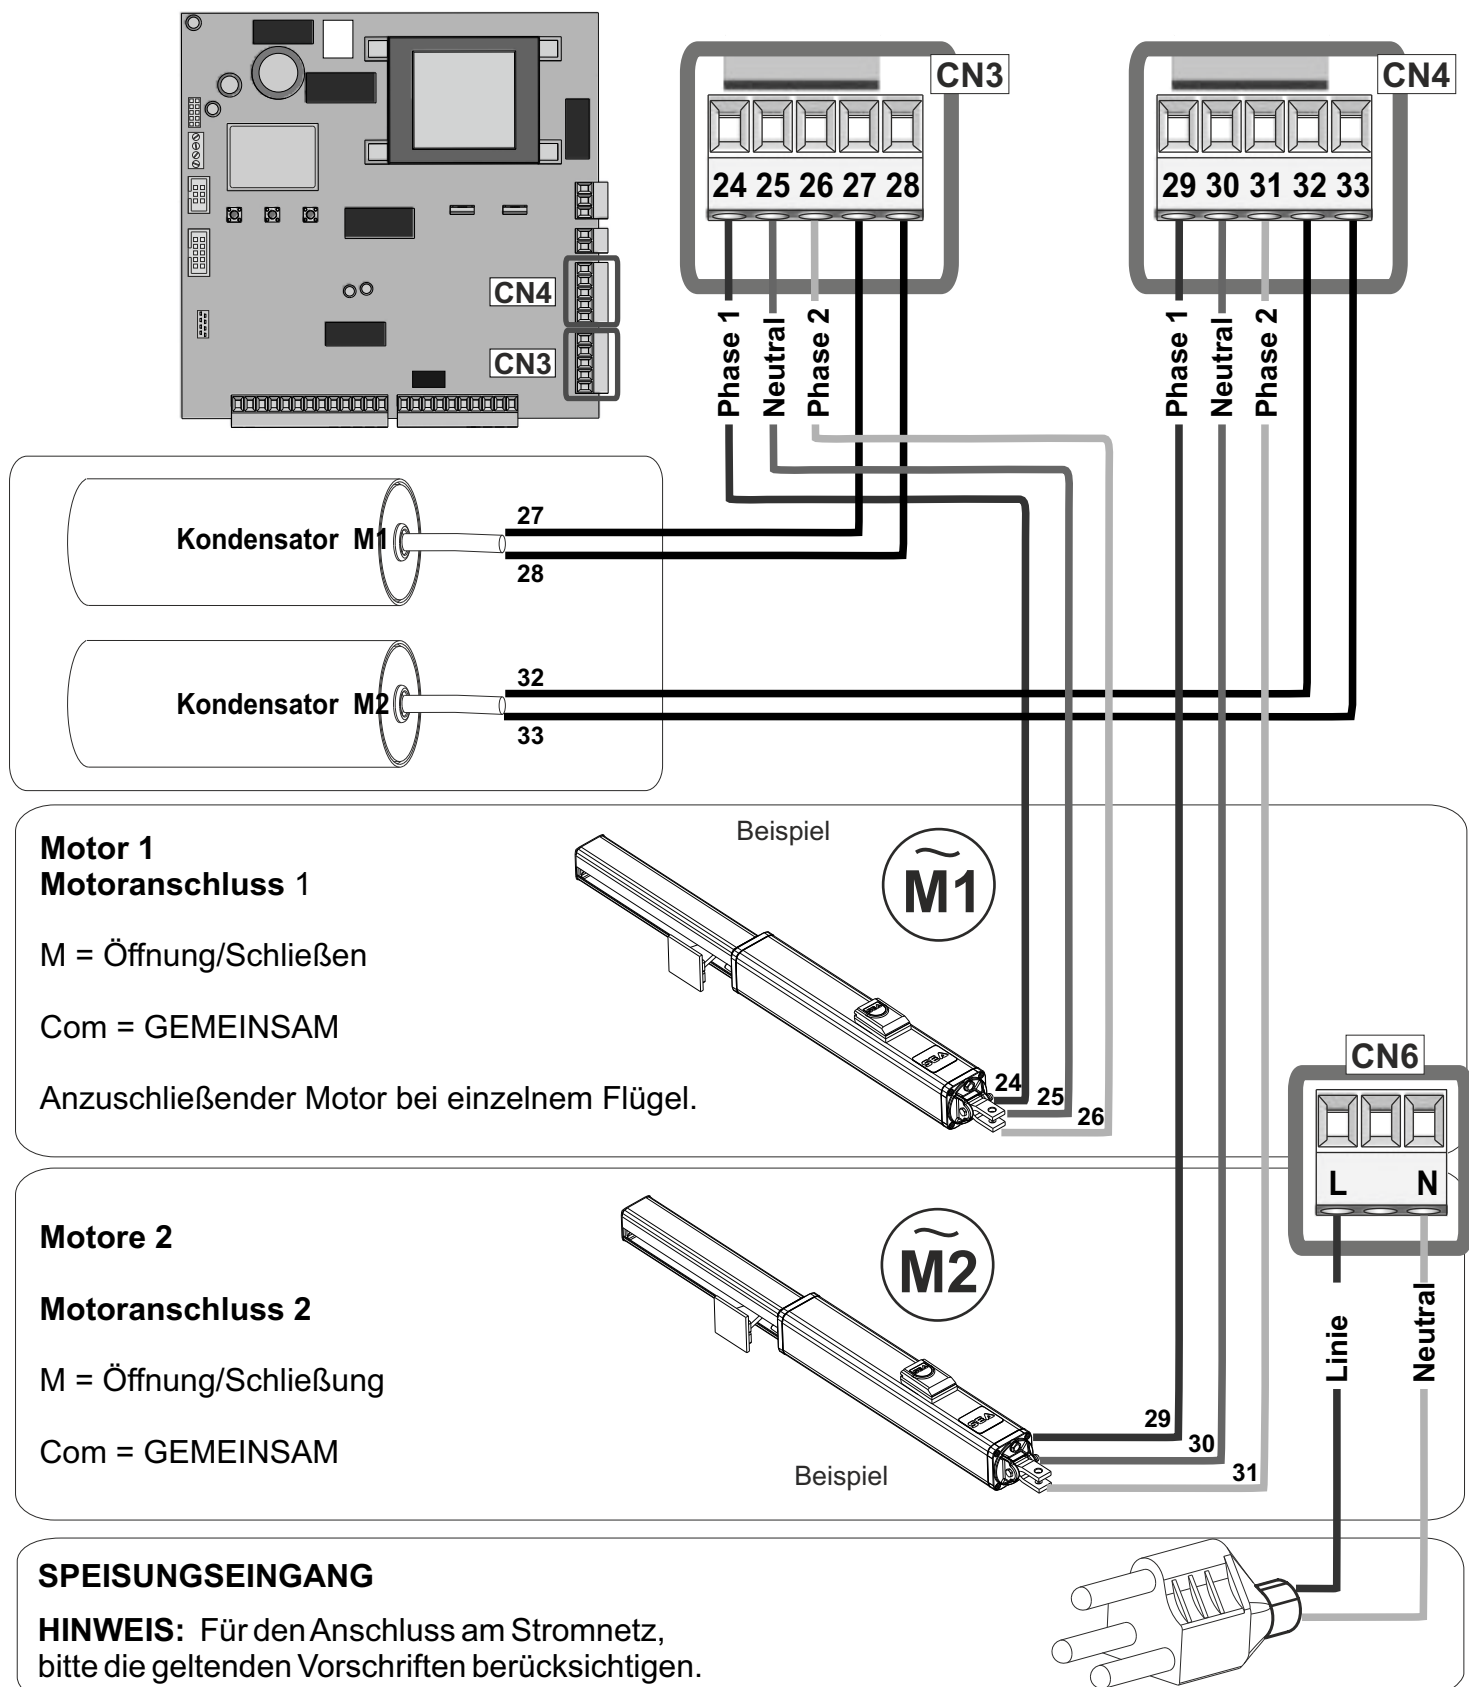 CN3
CN4
24 25 26 27 28
29 30 31 32 33
CN4
CN3
Phase 1
Neutral
Phase 2
Phase 1
Neutral
Phase 2
Kondensator M1
27
28
Kondensator M2
32
33
Motor 1
Motoranschluss 1
M = Öffnung/Schließen
Com = GEMEINSAM
Anzuschließender Motor bei einzelnem Flügel.
Beispiel
M1
SEA
24
25
26
CN6
L N
Linie
Neutral
Motore 2
Motoranschluss 2
M = Öffnung/Schließung
Com = GEMEINSAM
Beispiel
M2
SEA
29
30
31
SPEISUNGSEINGANG
HINWEIS: Für den Anschluss am Stromnetz,
bitte die geltenden Vorschriften berücksichtigen.